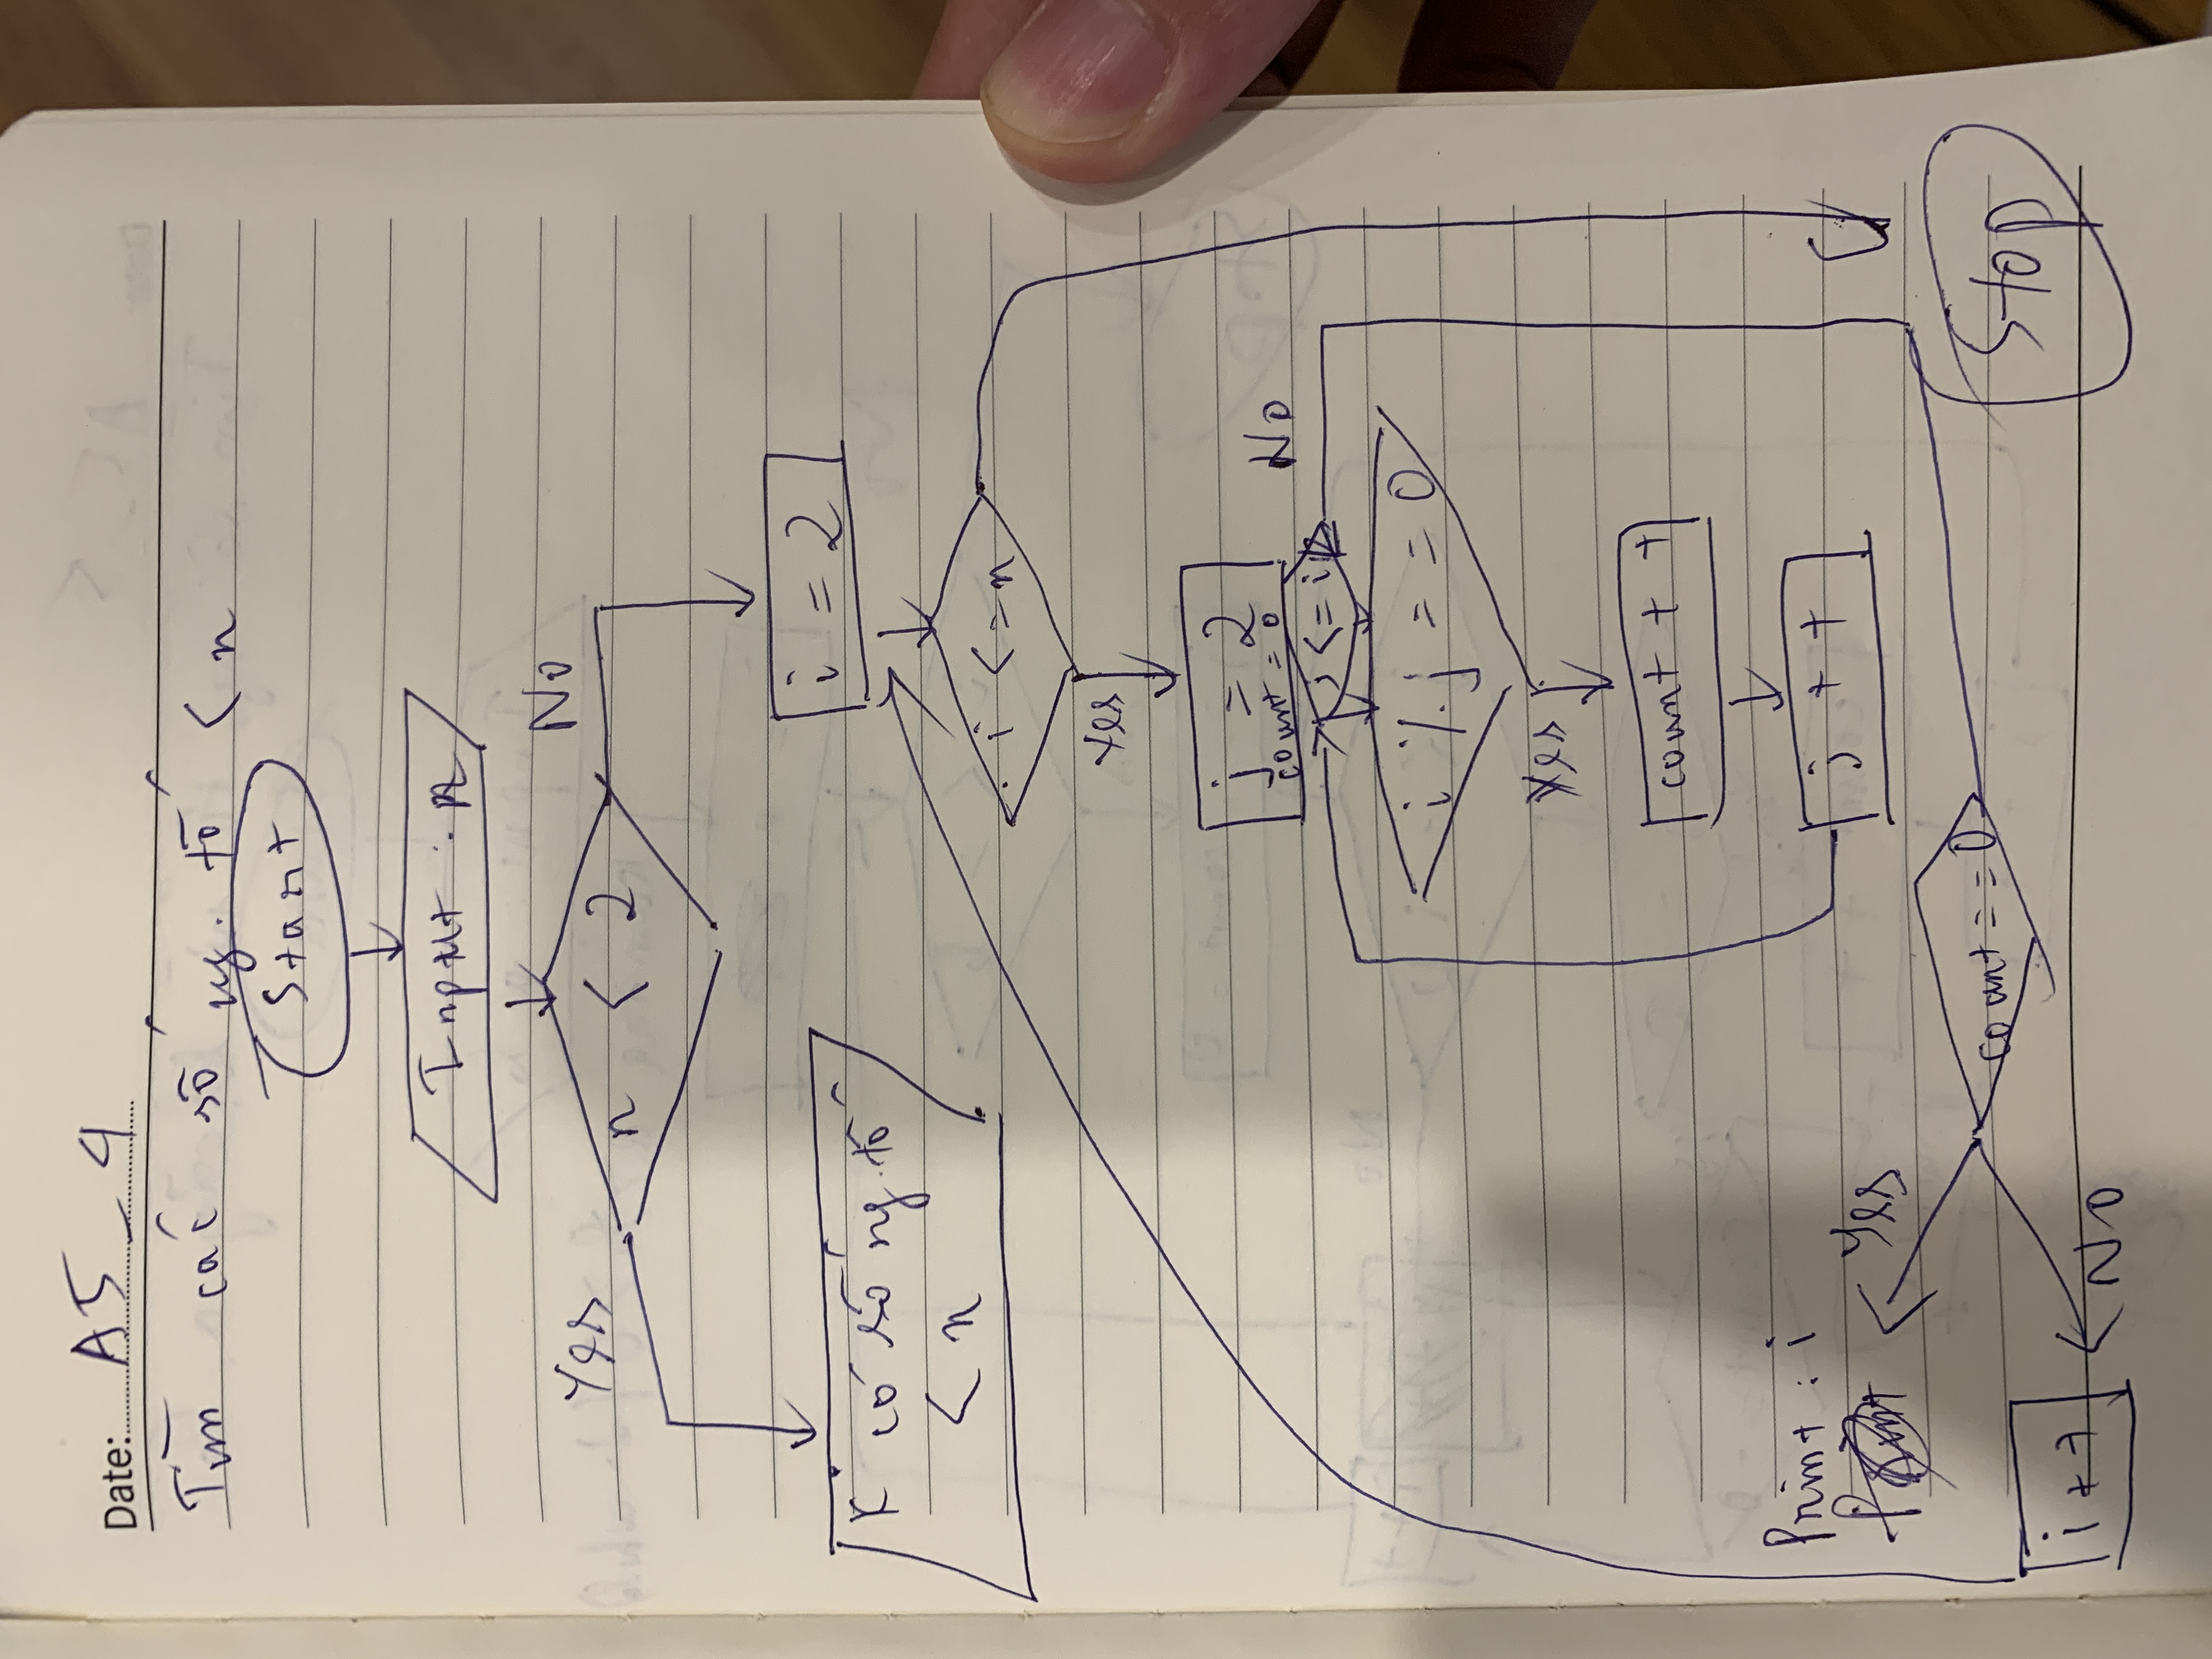 Date: A5_4
Tìm các số ng. tố < n
Start
Input : n
Yes
n < 2
No
K có số ng. tố
< n
i = 2
i <= n
Yes
j = 2
count = 0
No
j <= i
i % j == 0
Yes
count ++
j ++
Print : i
Yes
count == 0
i ++
No
Stop